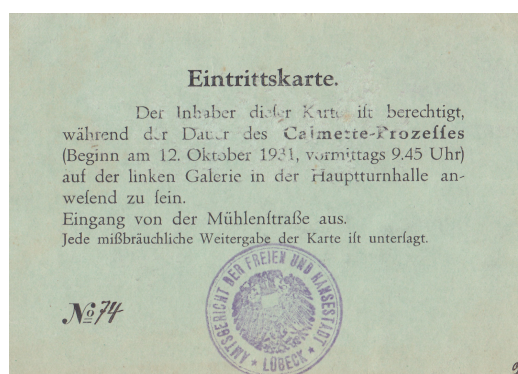 Eintrittskarte.
Der Inhaber dieſer Karte iſt berechtigt,
während der Dauer des Calmette-Prozeſſes
(Beginn am 12. Oktober 1931, vormittags 9.45 Uhr)
auf der linken Galerie in der Hauptturnhalle an-
weſend zu ſein.
Eingang von der Mühlenſtraße aus.
Jede mißbräuchliche Weitergabe der Karte iſt unterſagt.
№ 74
AMTSGERICHT DER FREIEN UND HANSESTADT
* LÜBECK *